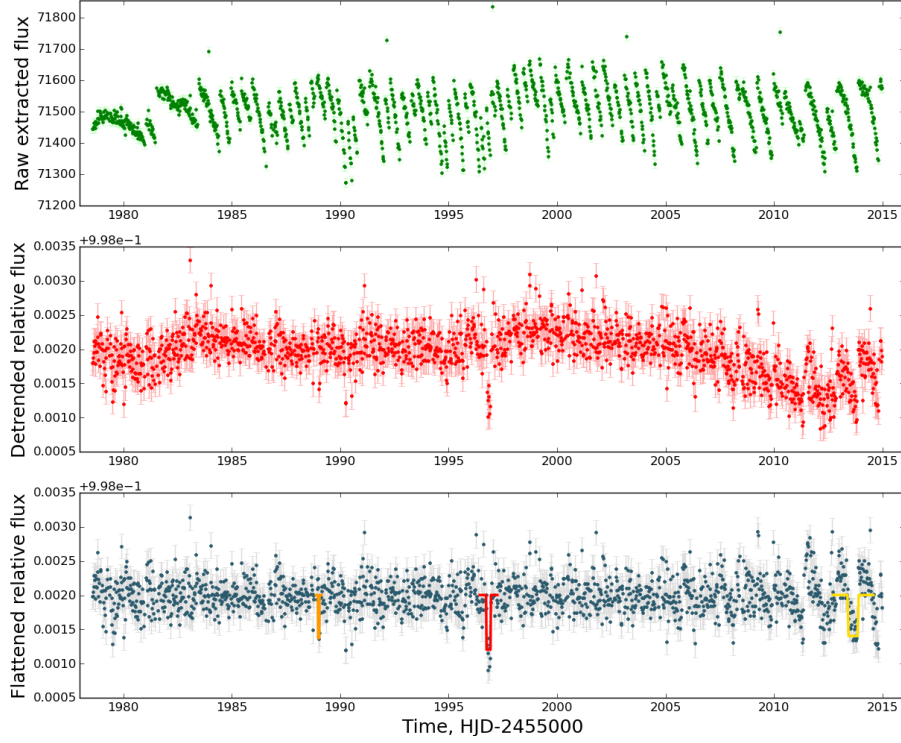 Raw extracted flux
71800
71700
71600
71500
71400
71300
71200
1980 1985 1990 1995 2000 2005 2010 2015
+9.98e−1
Detrended relative flux
0.0035
0.0030
0.0025
0.0020
0.0015
0.0010
0.0005
1980 1985 1990 1995 2000 2005 2010 2015
+9.98e−1
Flattened relative flux
0.0035
0.0030
0.0025
0.0020
0.0015
0.0010
0.0005
1980 1985 1990 1995 2000 2005 2010 2015
Time, HJD-2455000